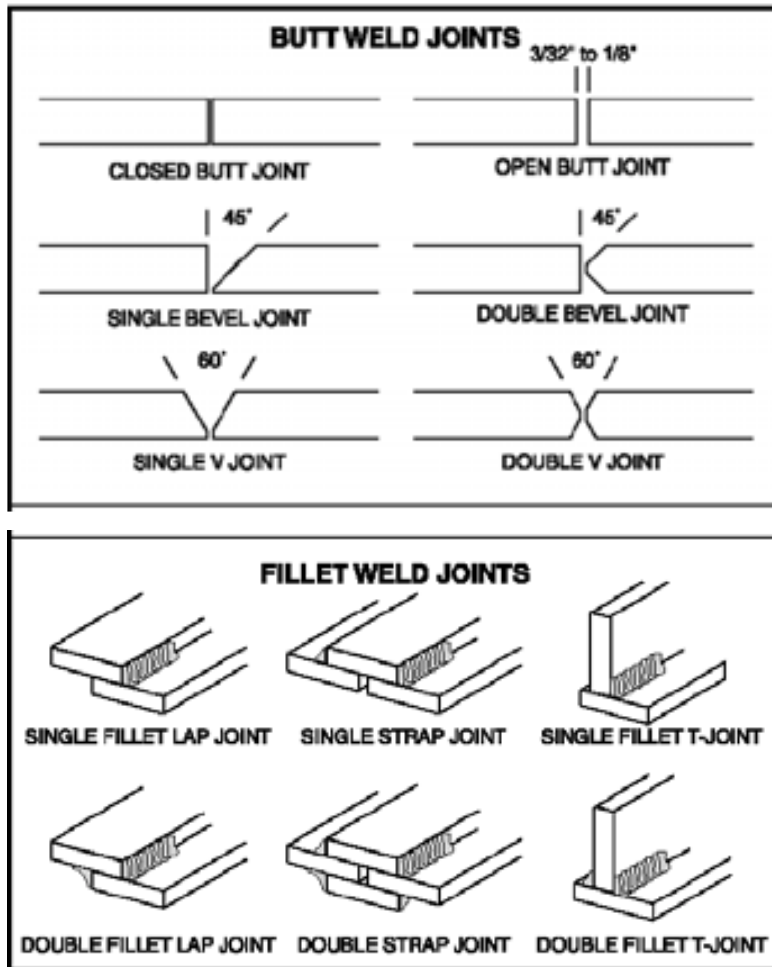 BUTT WELD JOINTS
3/32" to 1/8"
CLOSED BUTT JOINT
OPEN BUTT JOINT
45°
45°
SINGLE BEVEL JOINT
DOUBLE BEVEL JOINT
60°
60°
SINGLE V JOINT
DOUBLE V JOINT
FILLET WELD JOINTS
SINGLE FILLET LAP JOINT
SINGLE STRAP JOINT
SINGLE FILLET T-JOINT
DOUBLE FILLET LAP JOINT
DOUBLE STRAP JOINT
DOUBLE FILLET T-JOINT